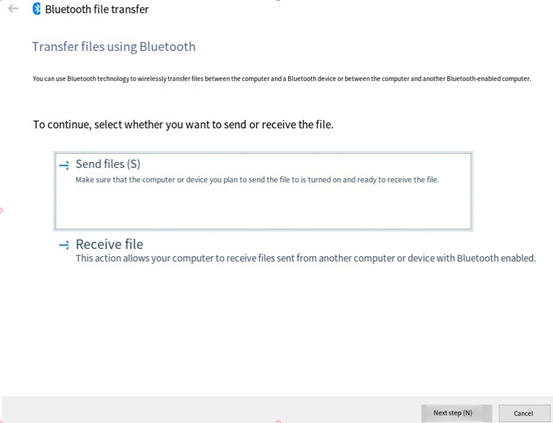 Bluetooth file transfer
Transfer files using Bluetooth
You can use Bluetooth technology to wirelessly transfer files between the computer and a Bluetooth device or between the computer and another Bluetooth-enabled computer.
To continue, select whether you want to send or receive the file.
Send files (S)
Make sure that the computer or device you plan to send the file to is turned on and ready to receive the file.
Receive file
This action allows your computer to receive files sent from another computer or device with Bluetooth enabled.
Next step (N)
Cancel